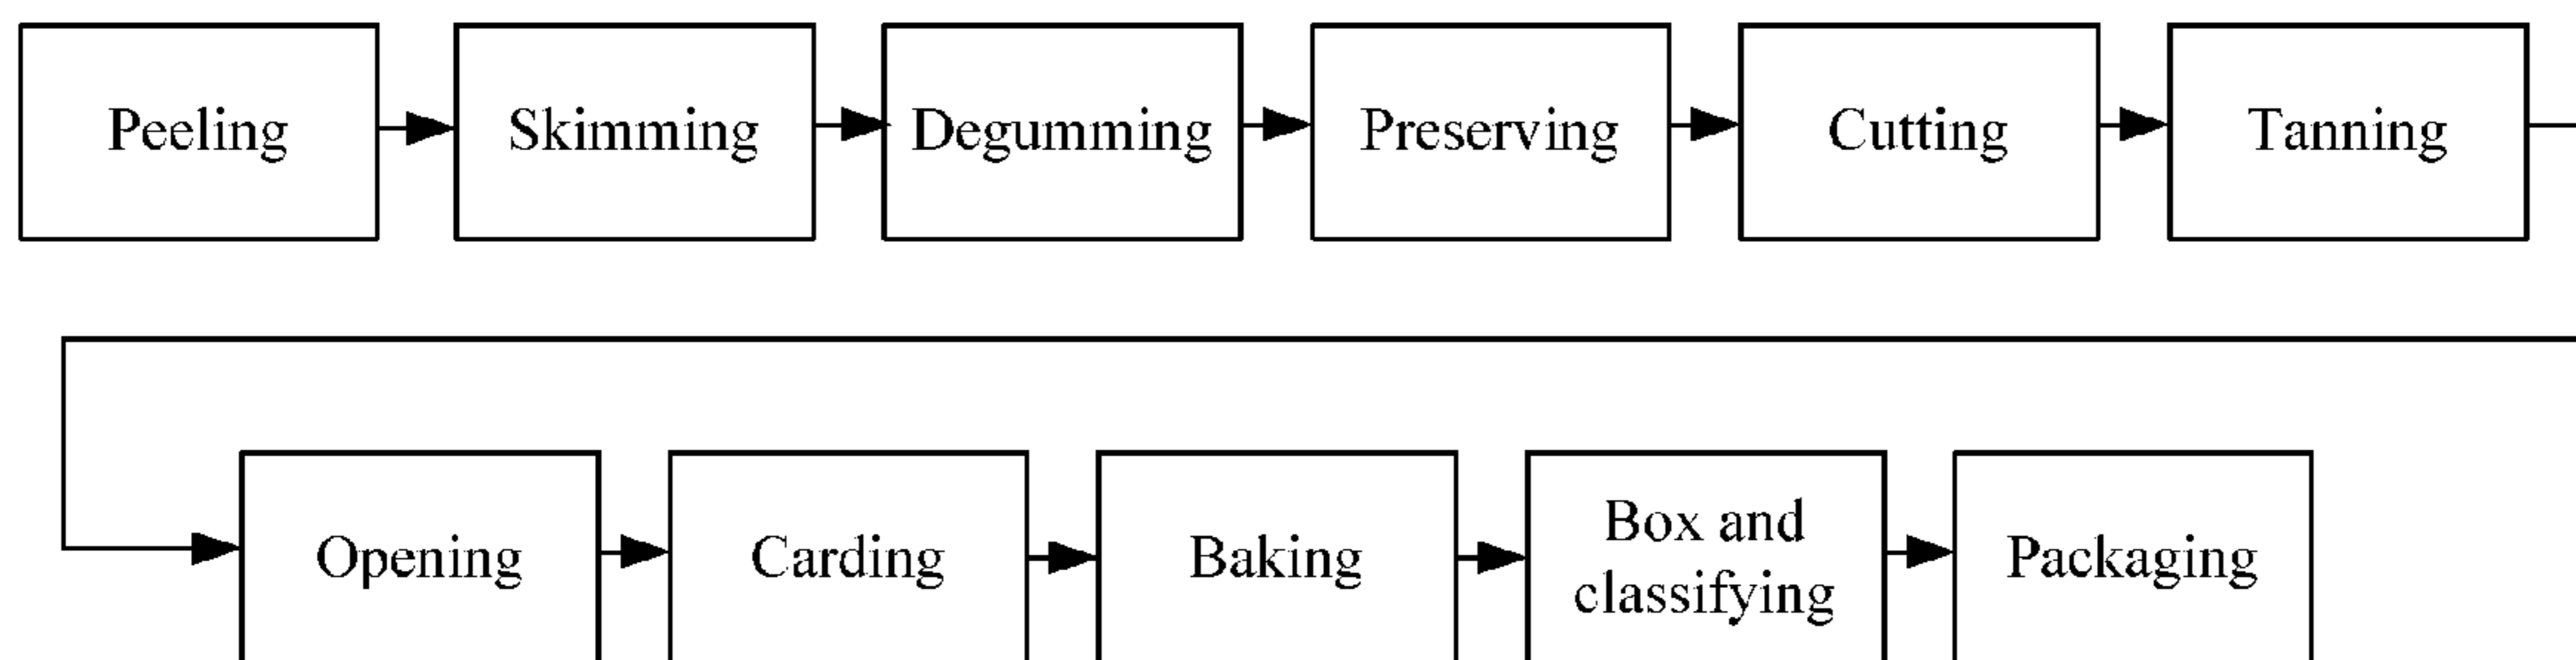 Peeling
Skimming
Degumming
Preserving
Cutting
Tanning
Opening
Carding
Baking
Box and
classifying
Packaging